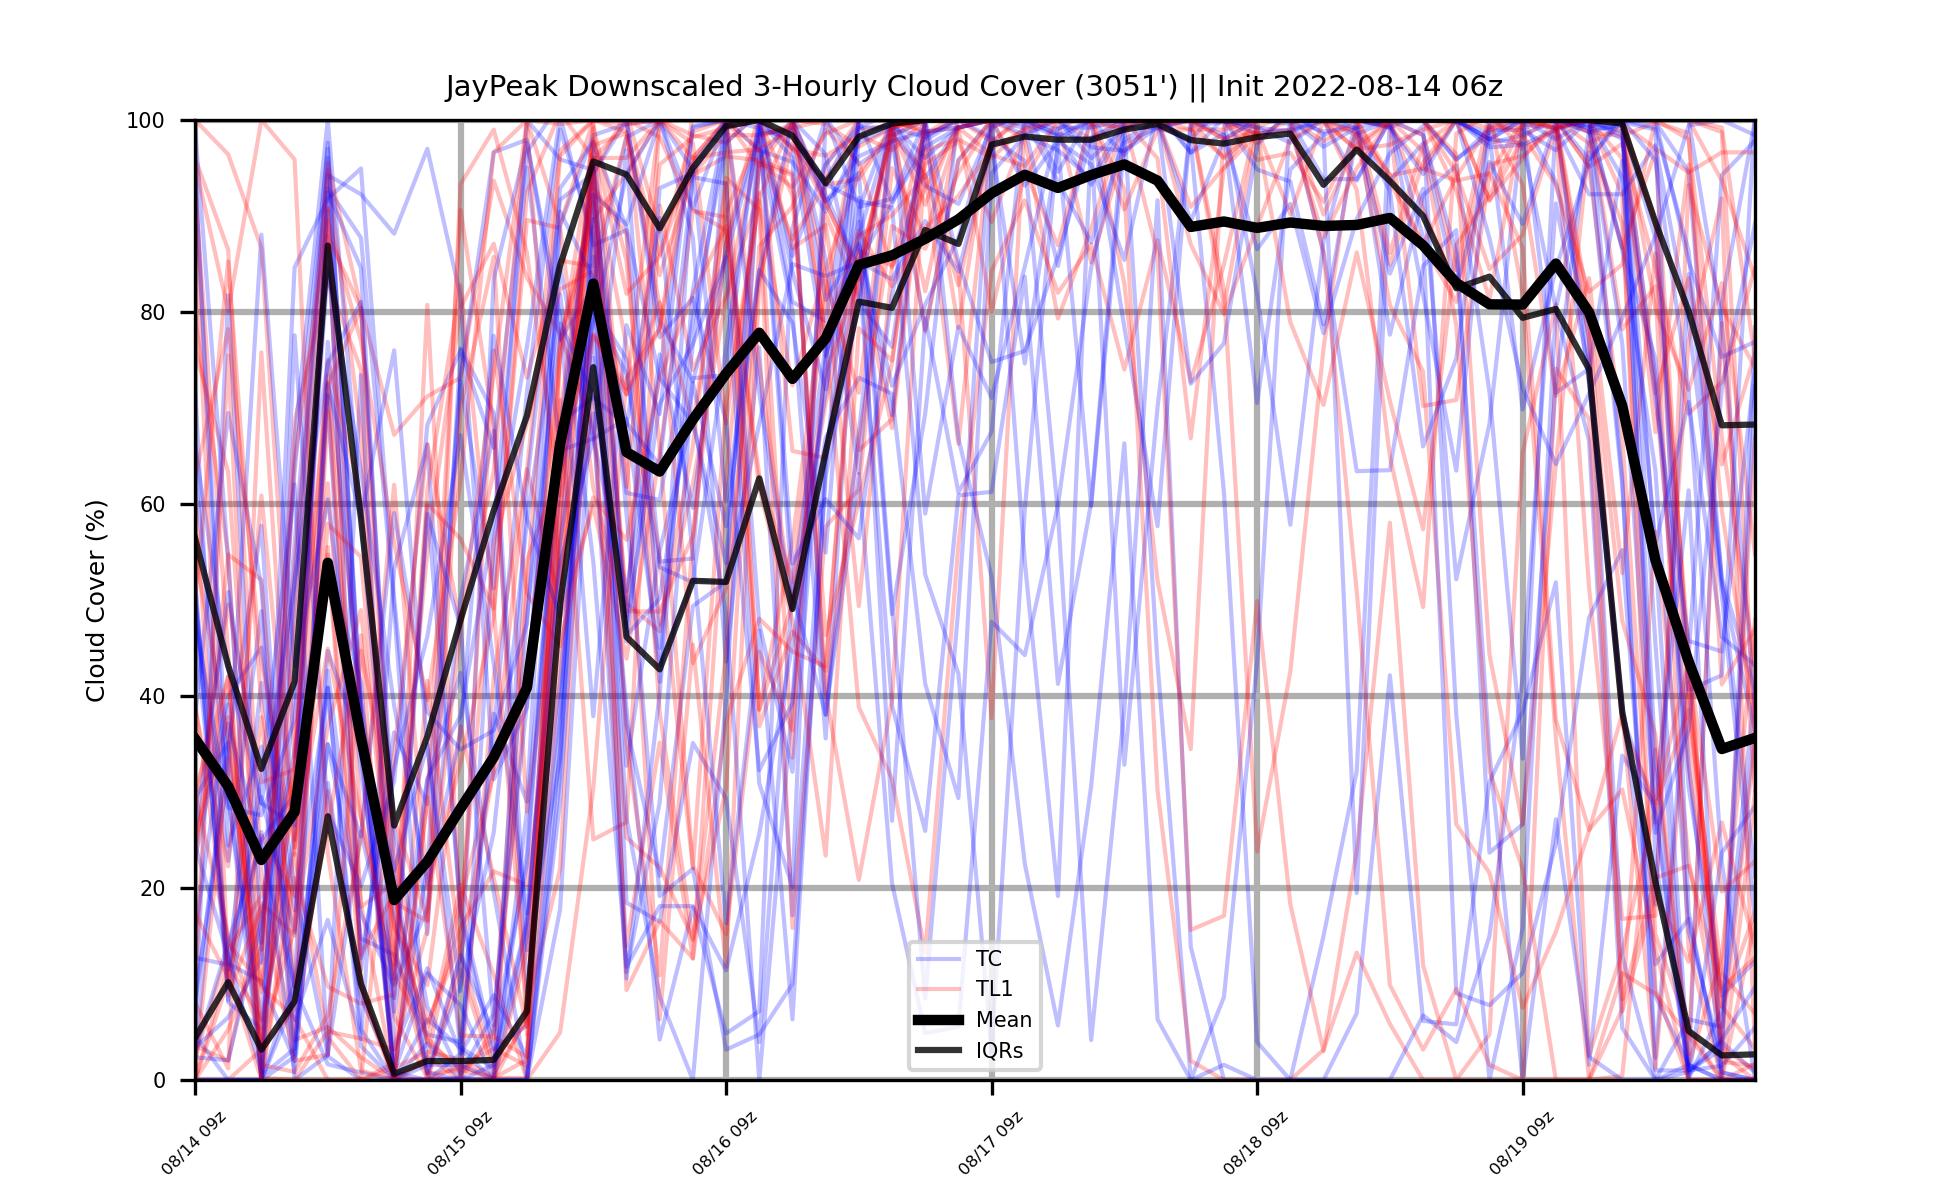 JayPeak Downscaled 3-Hourly Cloud Cover (3051') || Init 2022-08-14 06z
100
80
60
40
20
0
Cloud Cover (%)
TC
TL1
Mean
IQRs
08/14 09z
08/15 09z
08/16 09z
08/17 09z
08/18 09z
08/19 09z